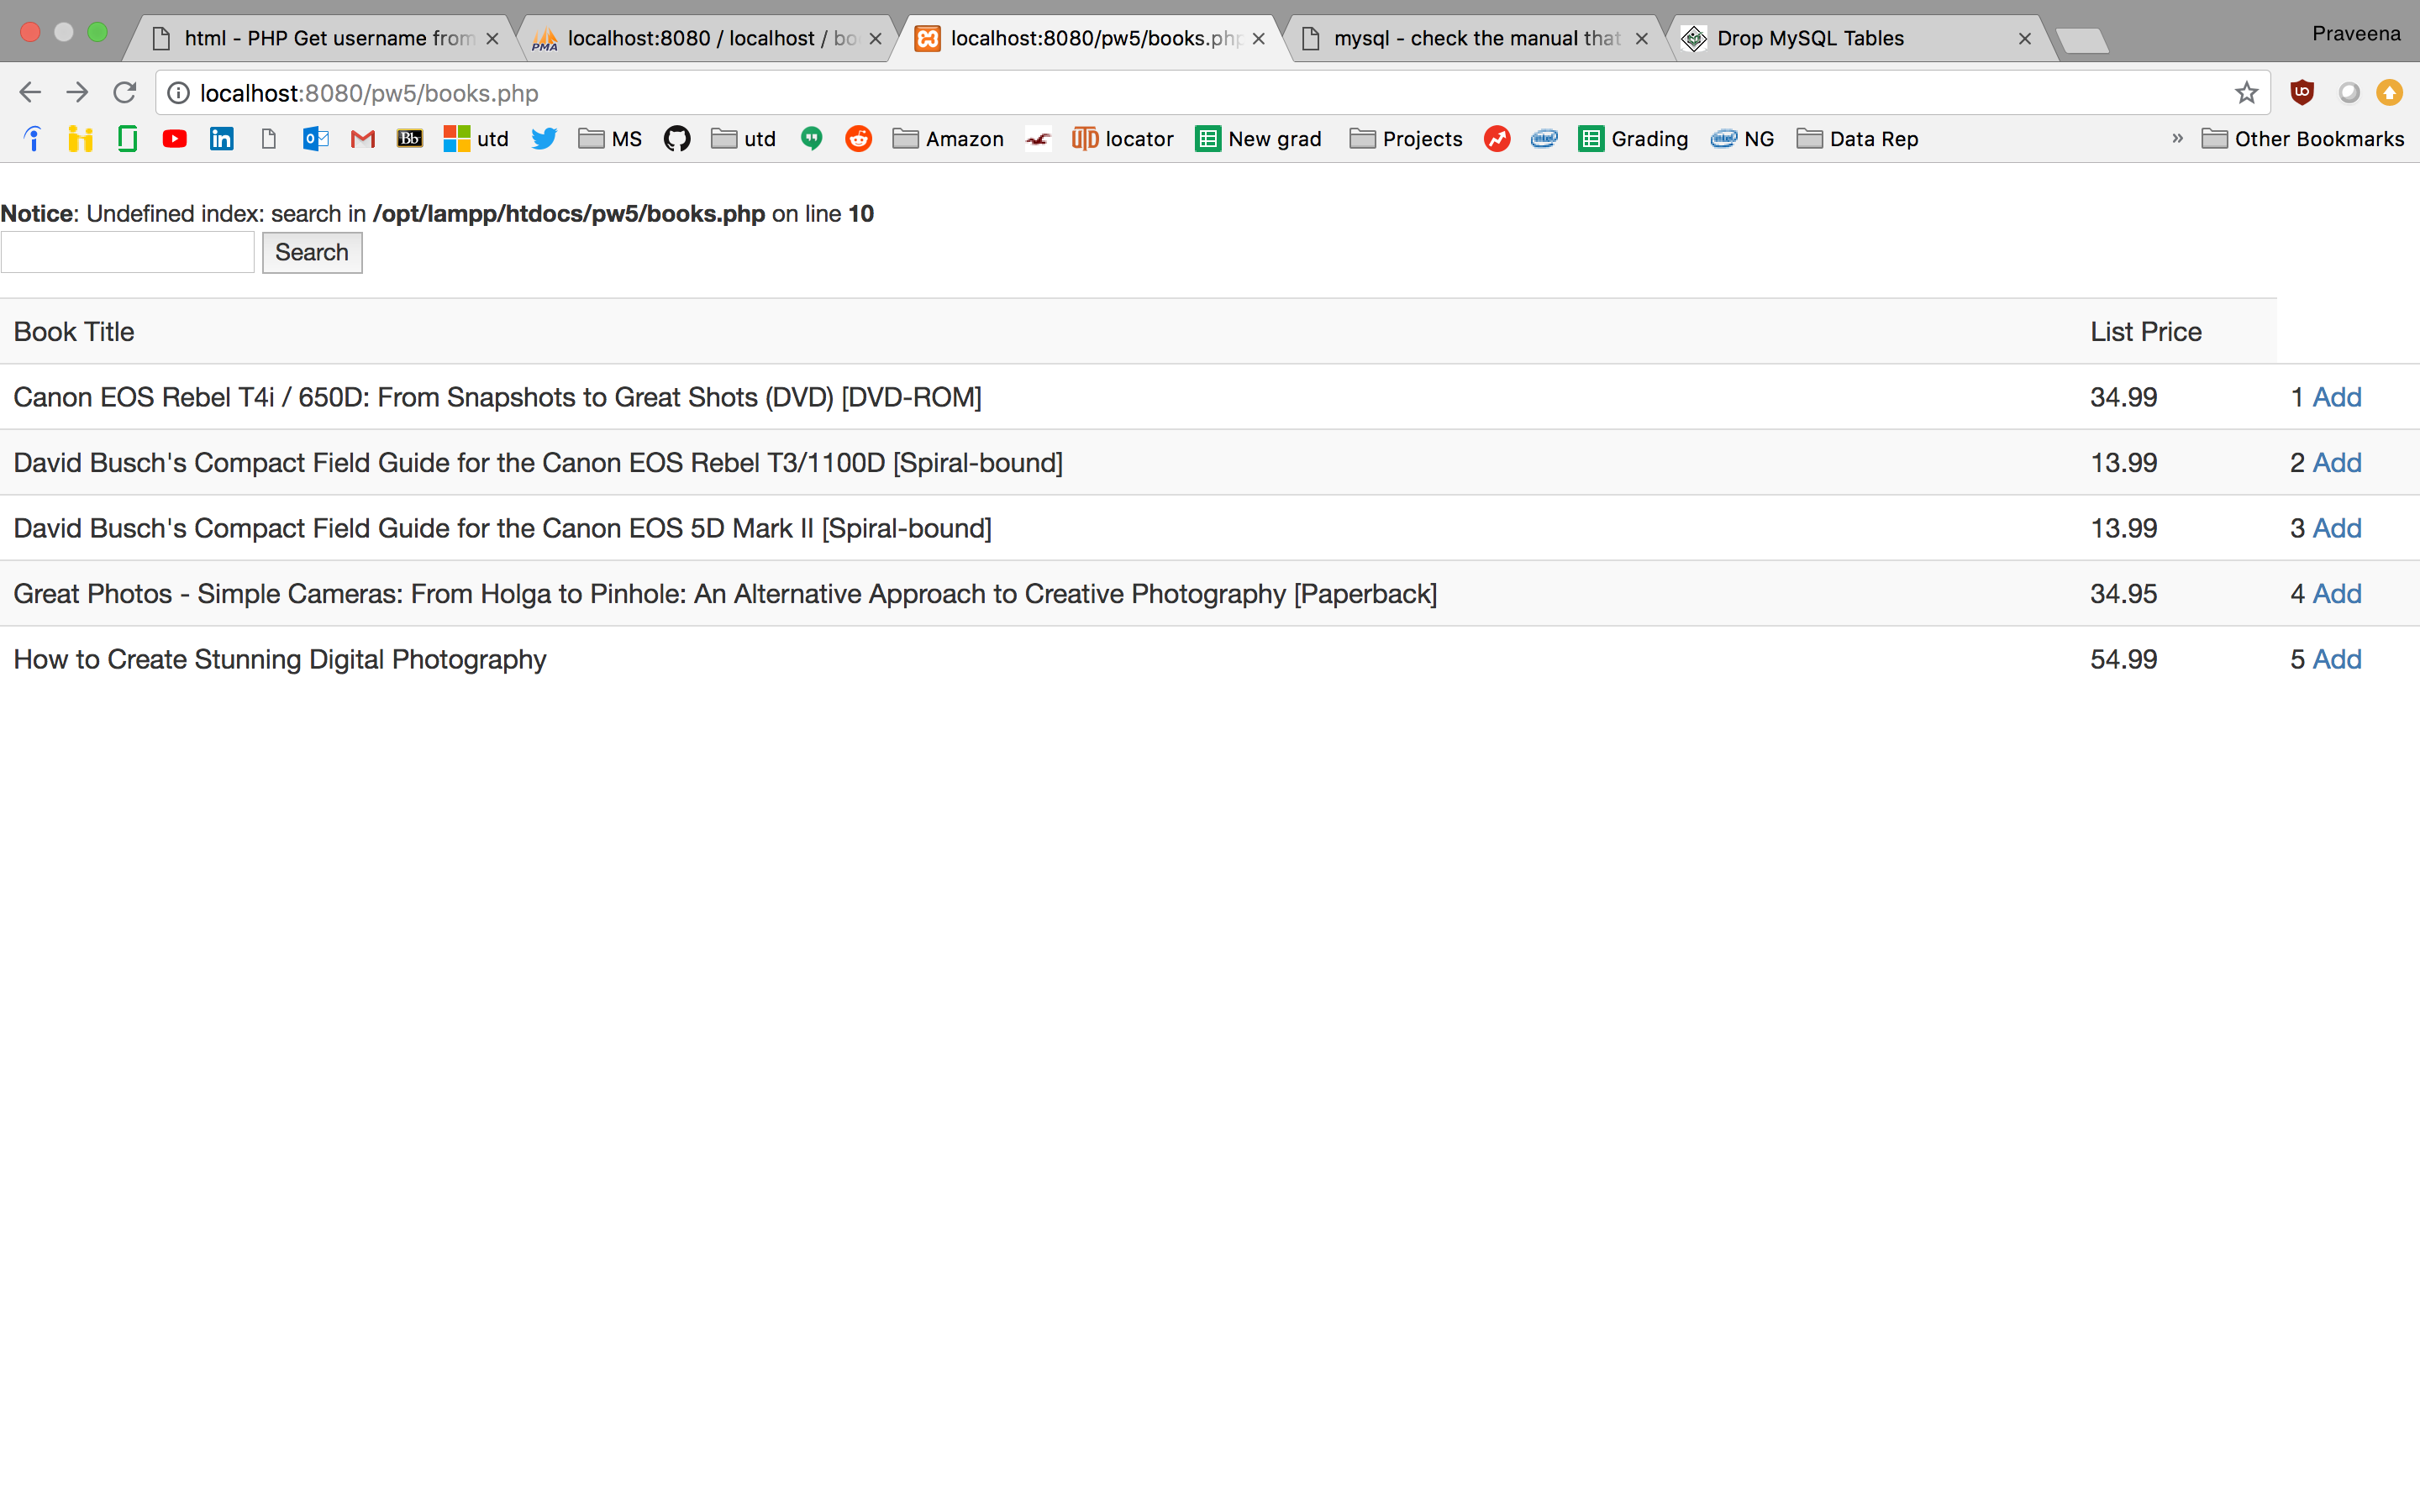 html - PHP Get username from
localhost:8080 / localhost / bo
localhost:8080/pw5/books.php
mysql - check the manual that
Drop MySQL Tables
Praveena
localhost:8080/pw5/books.php
in Bb utd MS utd Amazon UTD locator New grad Projects intel Grading intel NG Data Rep » Other Bookmarks
Notice: Undefined index: search in /opt/lampp/htdocs/pw5/books.php on line 10
Search
Book Title List Price
Canon EOS Rebel T4i / 650D: From Snapshots to Great Shots (DVD) [DVD-ROM] 34.99 1 Add
David Busch's Compact Field Guide for the Canon EOS Rebel T3/1100D [Spiral-bound] 13.99 2 Add
David Busch's Compact Field Guide for the Canon EOS 5D Mark II [Spiral-bound] 13.99 3 Add
Great Photos - Simple Cameras: From Holga to Pinhole: An Alternative Approach to Creative Photography [Paperback] 34.95 4 Add
How to Create Stunning Digital Photography 54.99 5 Add